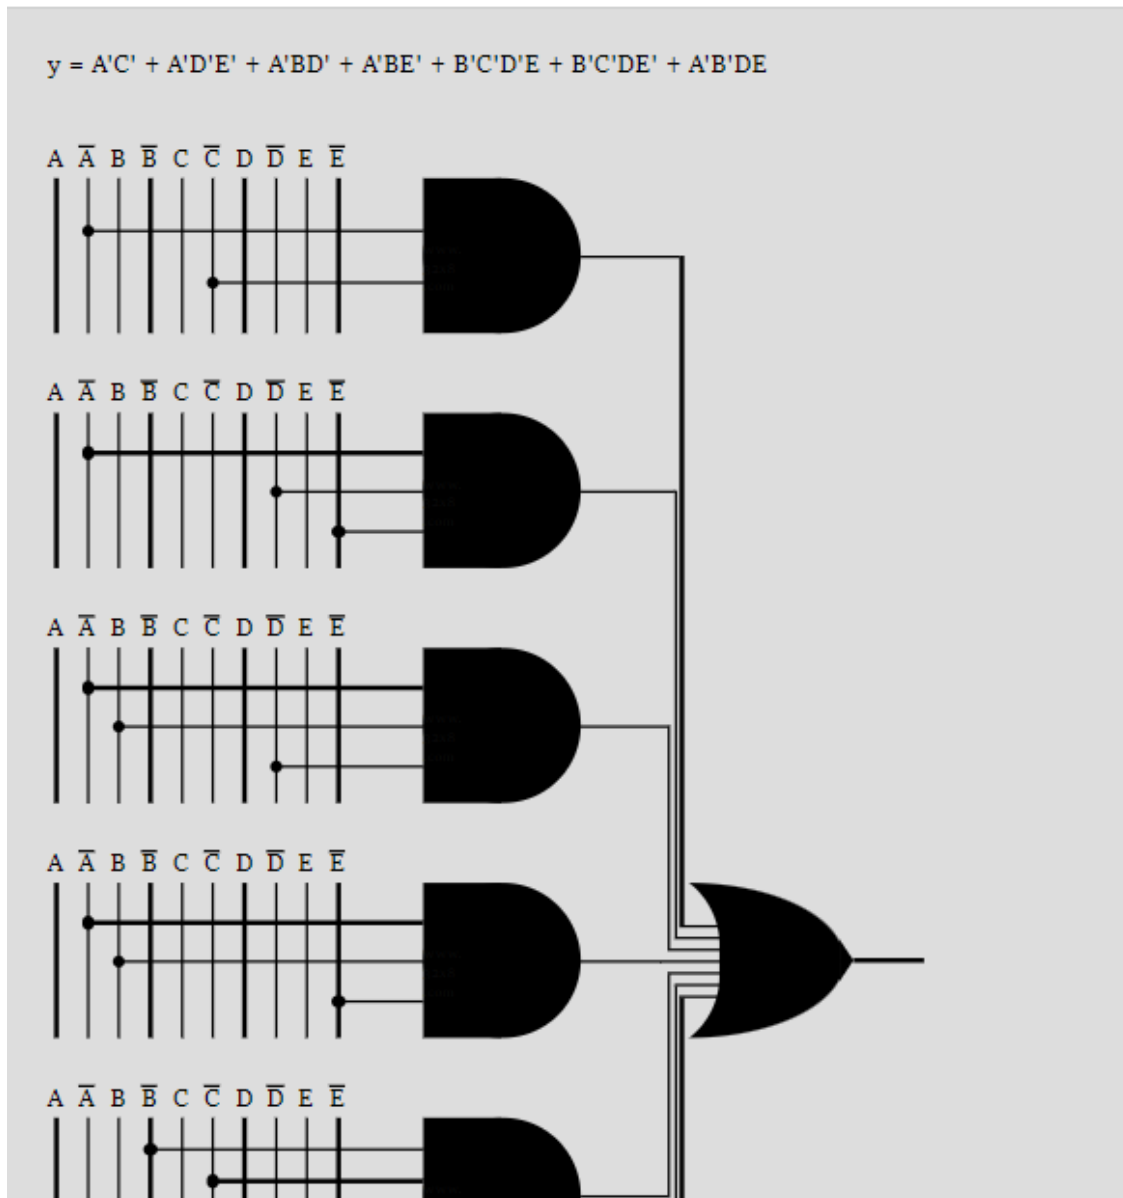 y = A'C' + A'D'E' + A'BD' + A'BE' + B'C'D'E + B'C'DE' + A'B'DE
A A̅ B B̅ C C̅ D D̅ E E̅
A A̅ B B̅ C C̅ D D̅ E E̅
A A̅ B B̅ C C̅ D D̅ E E̅
A A̅ B B̅ C C̅ D D̅ E E̅
A A̅ B B̅ C C̅ D D̅ E E̅